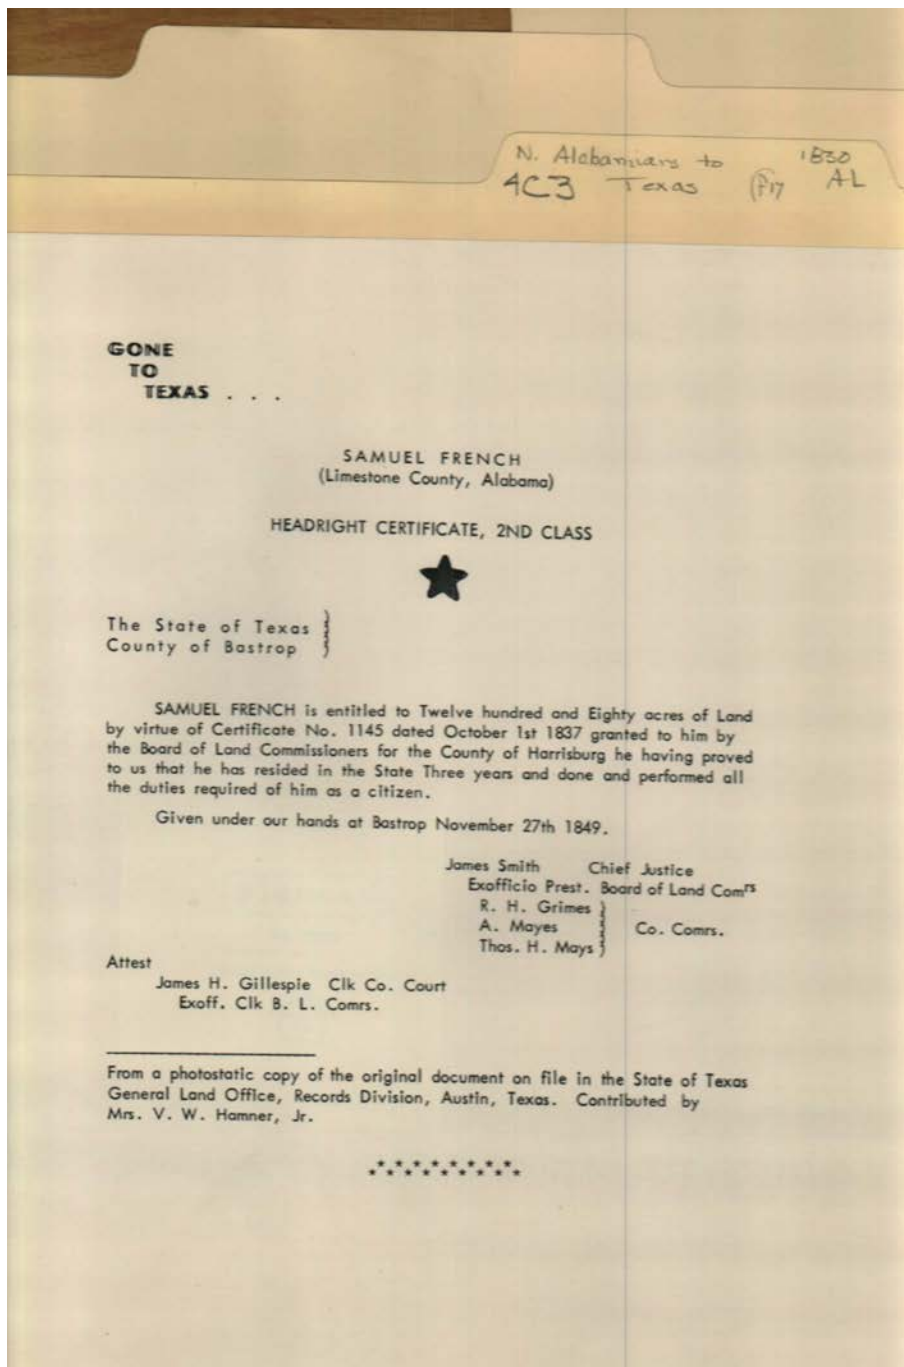 N. Alabamians to 1830
4C3 Texas P17 AL
GONE
TO
TEXAS . . .
SAMUEL FRENCH
(Limestone County, Alabama)
HEADRIGHT CERTIFICATE, 2ND CLASS
The State of Texas }
County of Bastrop }
SAMUEL FRENCH is entitled to Twelve hundred and Eighty acres of Land
by virtue of Certificate No. 1145 dated October 1st 1837 granted to him by
the Board of Land Commissioners for the County of Harrisburg he having proved
to us that he has resided in the State Three years and done and performed all
the duties required of him as a citizen.
Given under our hands at Bastrop November 27th 1849.
James Smith Chief Justice
Exofficio Prest. Board of Land Comrs
R. H. Grimes }
A. Mayes } Co. Comrs.
Thos. H. Mays }
Attest
James H. Gillespie Clk Co. Court
Exoff. Clk B. L. Comrs.
From a photostatic copy of the original document on file in the State of Texas
General Land Office, Records Division, Austin, Texas. Contributed by
Mrs. V. W. Hamner, Jr.